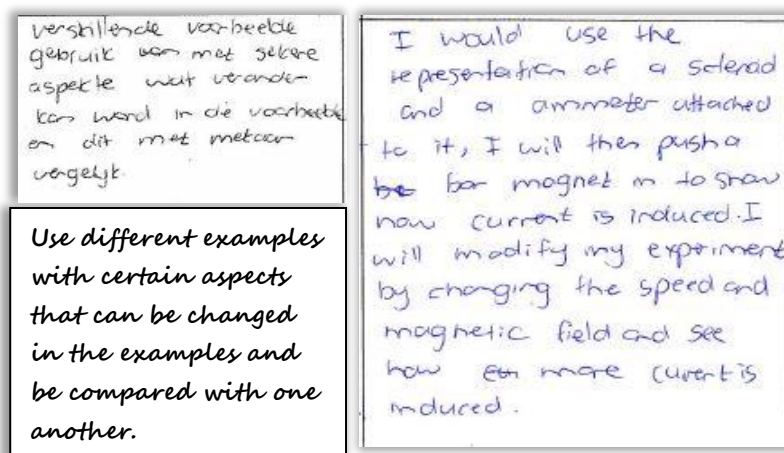 verskillende voorbeelde
gebruik van met sekere
aspekte wat verander
kan word in die voorbeelde
en dit met mekaar
vergelyk.
Use different examples
with certain aspects
that can be changed
in the examples and
be compared with one
another.
I would use the
representation of a solenoid
and a ammeter attached
to it, I will then push a
be bar magnet in to show
how current is induced. I
will modify my experiment
by changing the speed and
magnetic field and see
how more curent is
induced.